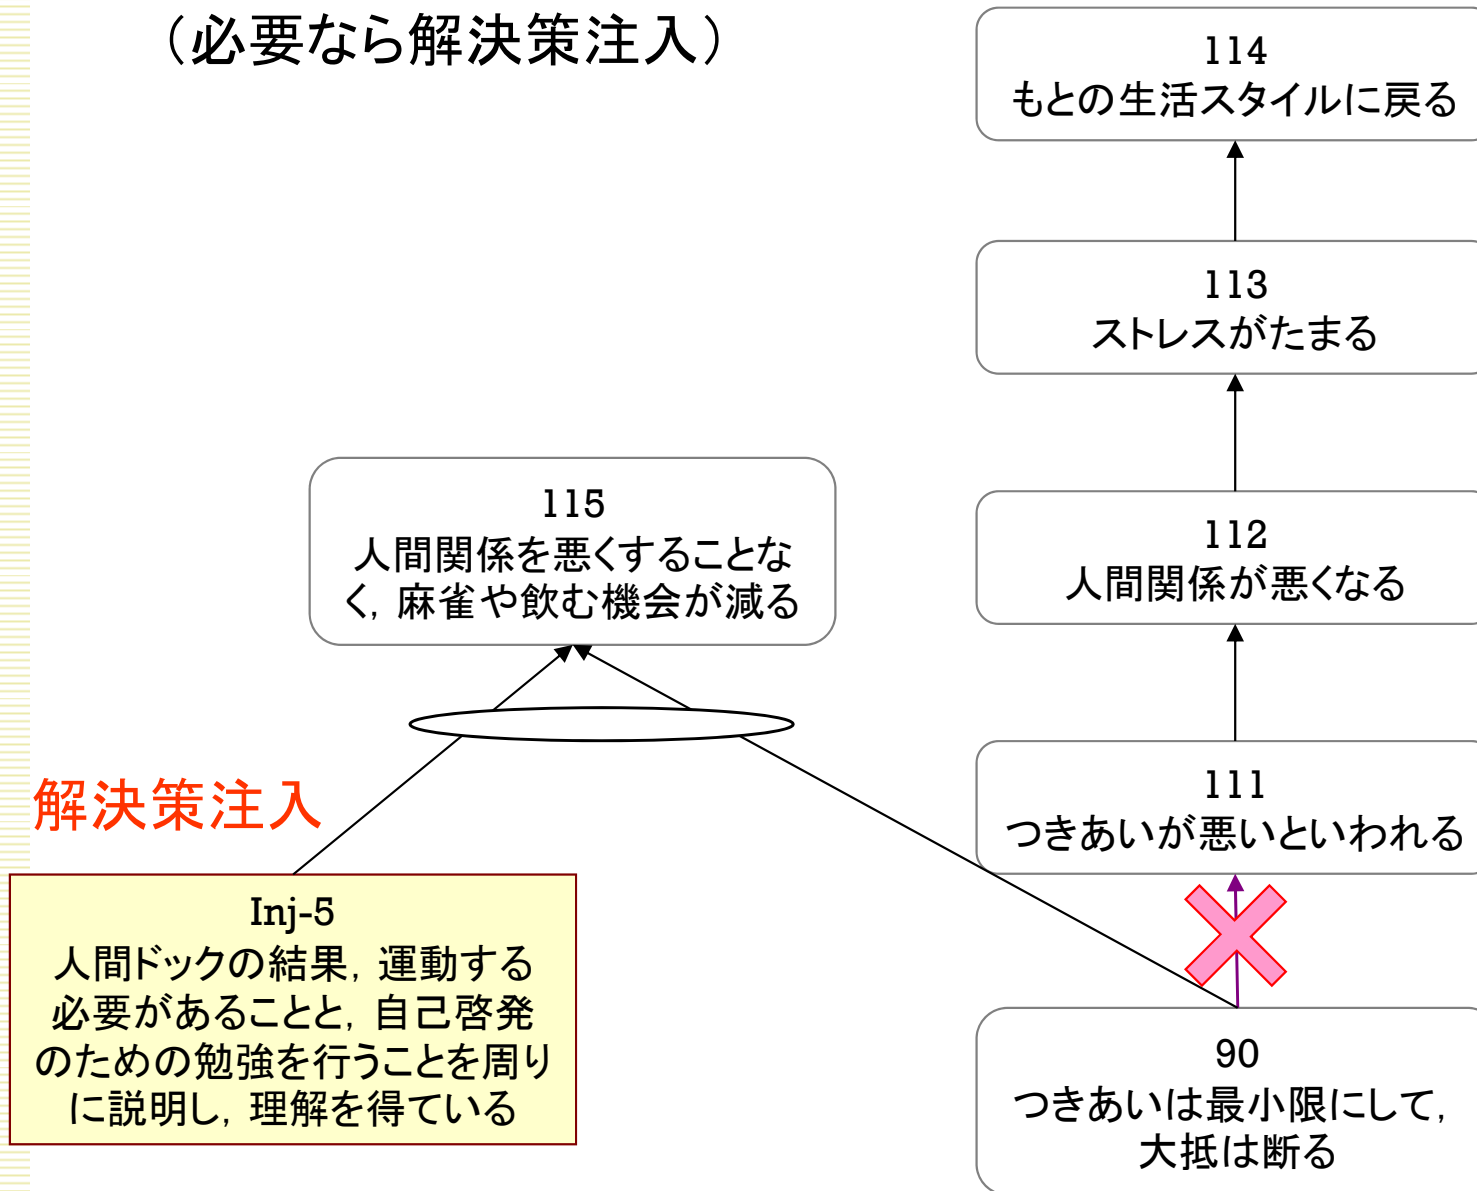 （必要なら解決策注入）
114
もとの生活スタイルに戻る
113
ストレスがたまる
115
人間関係を悪くすることな
く，麻雀や飲む機会が減る
112
人間関係が悪くなる
解決策注入
111
つきあいが悪いといわれる
Inj-5
人間ドックの結果，運動する
必要があることと，自己啓発
のための勉強を行うことを周り
に説明し，理解を得ている
90
つきあいは最小限にして，
大抵は断る